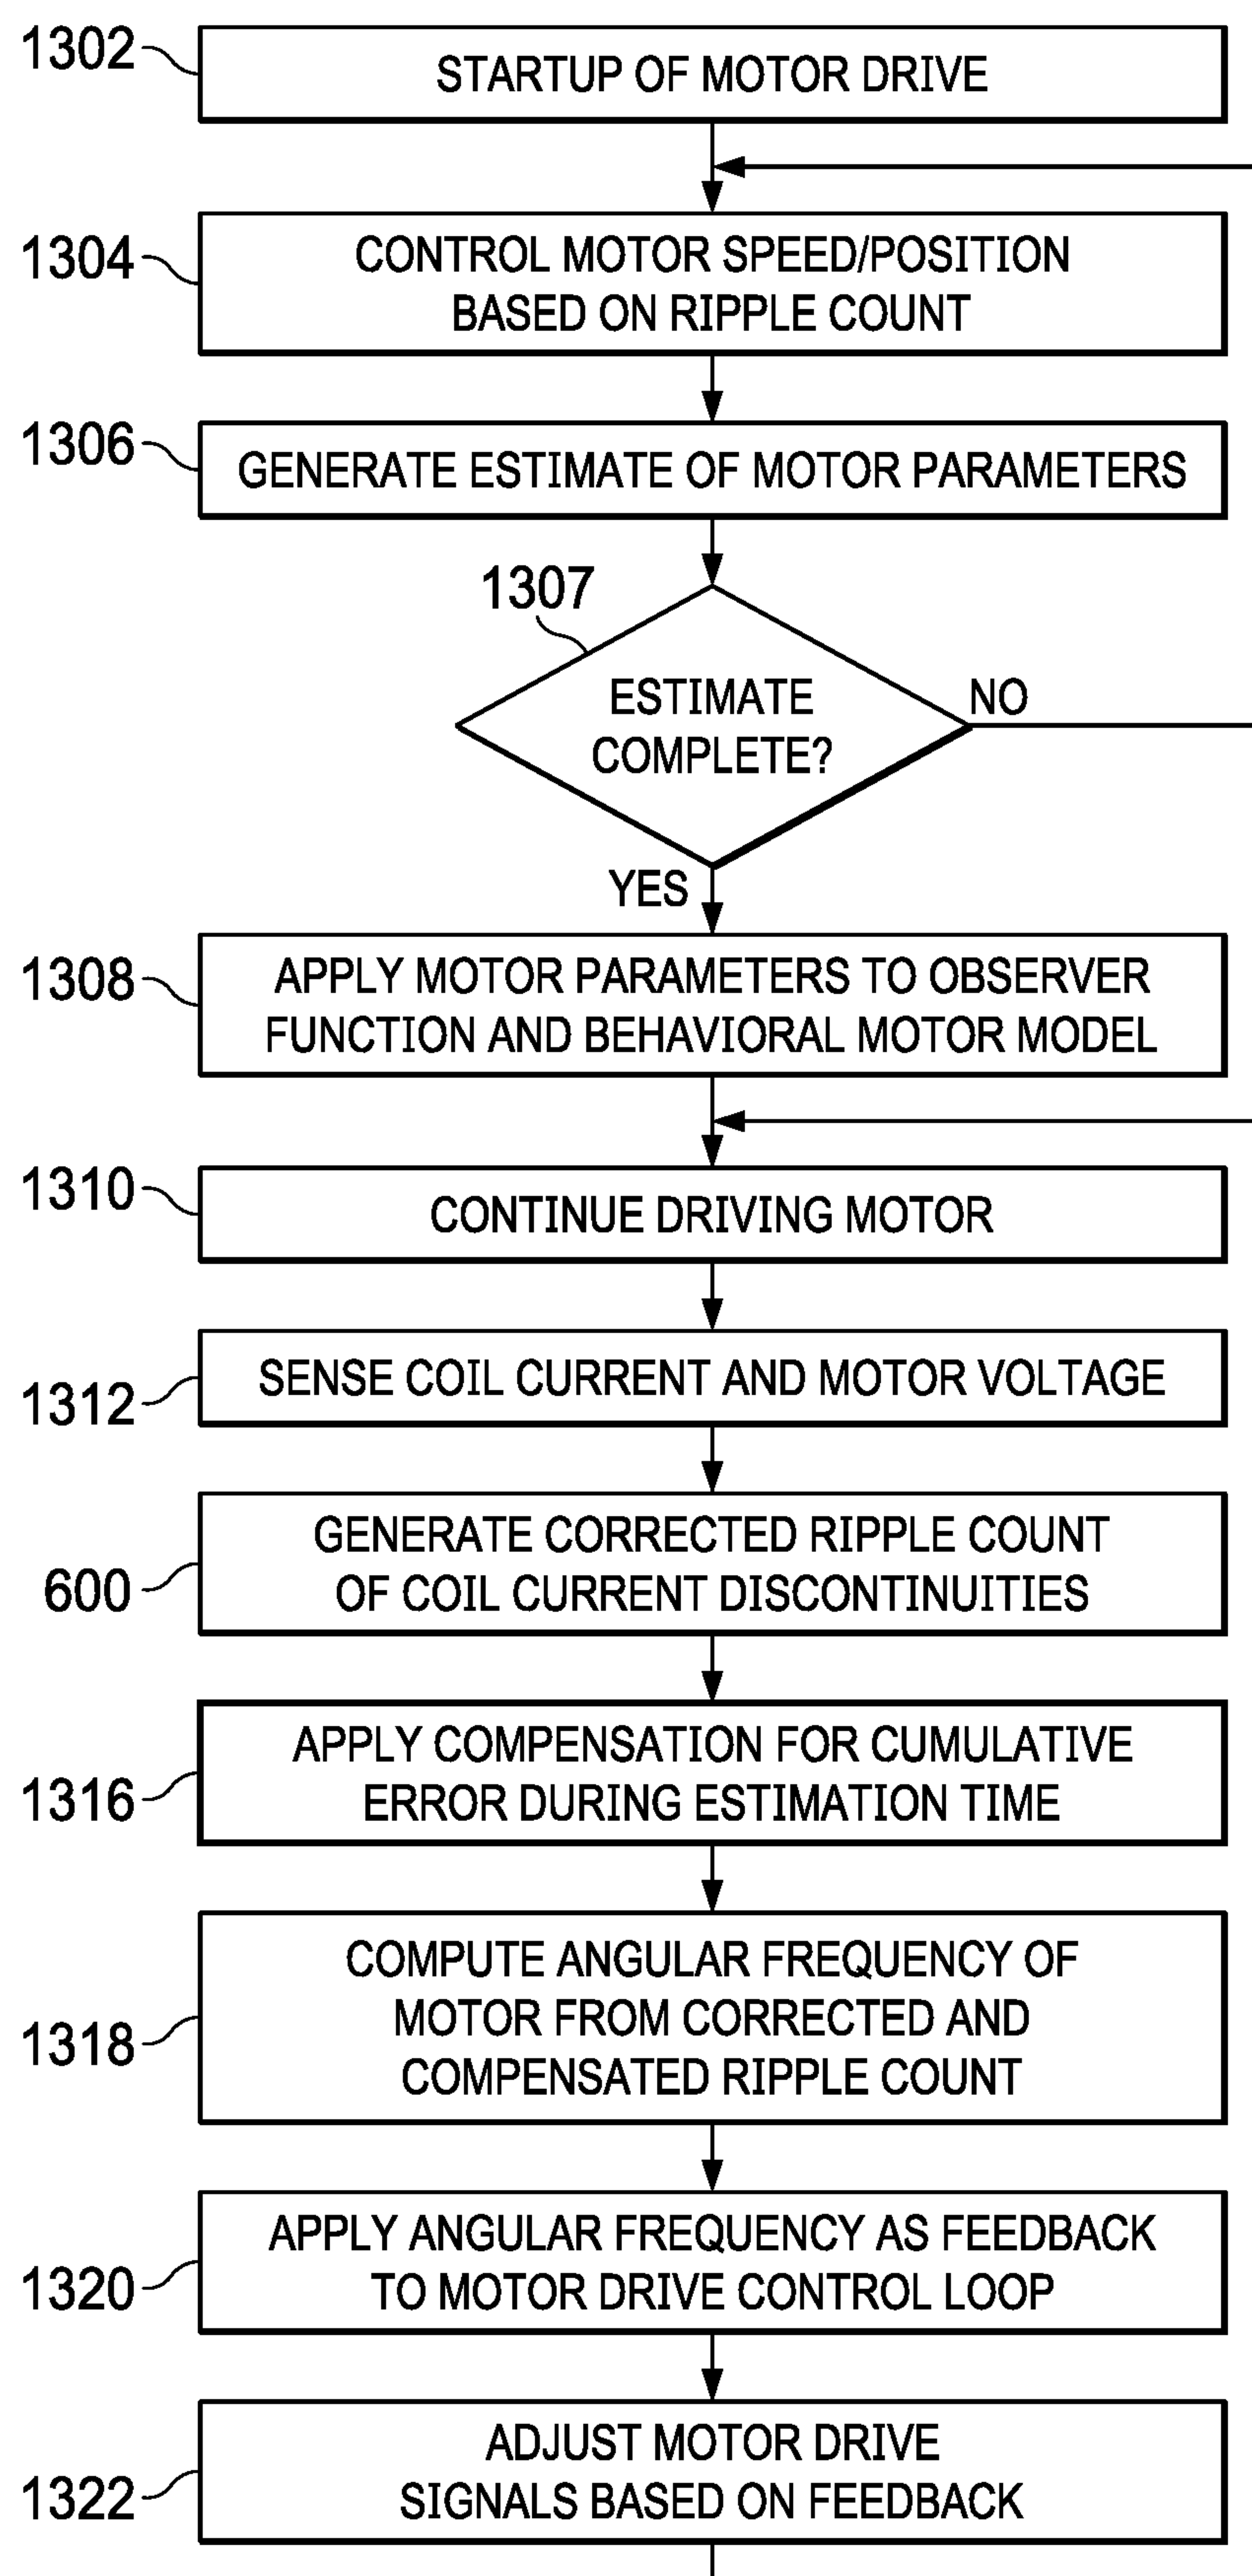 1302
STARTUP OF MOTOR DRIVE
1304
CONTROL MOTOR SPEED/POSITION
BASED ON RIPPLE COUNT
1306
GENERATE ESTIMATE OF MOTOR PARAMETERS
1307
ESTIMATE
COMPLETE?
NO
YES
1308
APPLY MOTOR PARAMETERS TO OBSERVER
FUNCTION AND BEHAVIORAL MOTOR MODEL
1310
CONTINUE DRIVING MOTOR
1312
SENSE COIL CURRENT AND MOTOR VOLTAGE
600
GENERATE CORRECTED RIPPLE COUNT
OF COIL CURRENT DISCONTINUITIES
1316
APPLY COMPENSATION FOR CUMULATIVE
ERROR DURING ESTIMATION TIME
1318
COMPUTE ANGULAR FREQUENCY OF
MOTOR FROM CORRECTED AND
COMPENSATED RIPPLE COUNT
1320
APPLY ANGULAR FREQUENCY AS FEEDBACK
TO MOTOR DRIVE CONTROL LOOP
1322
ADJUST MOTOR DRIVE
SIGNALS BASED ON FEEDBACK